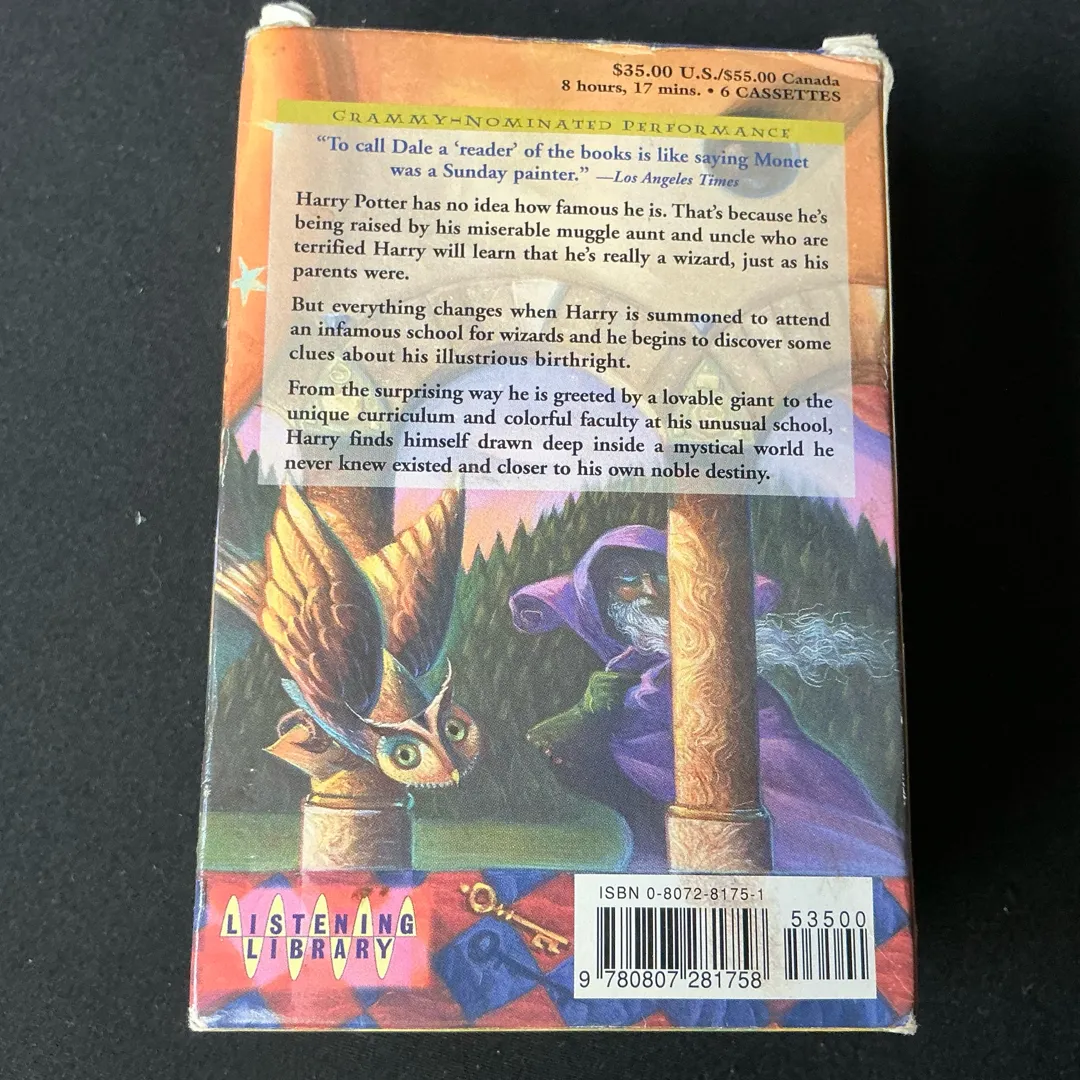 $35.00 U.S./$55.00 Canada
8 hours, 17 mins. • 6 CASSETTES
GRAMMY-NOMINATED PERFORMANCE
“To call Dale a ‘reader’ of the books is like saying Monet
was a Sunday painter.” —Los Angeles Times
Harry Potter has no idea how famous he is. That’s because he’s
being raised by his miserable muggle aunt and uncle who are
terrified Harry will learn that he’s really a wizard, just as his
parents were.
But everything changes when Harry is summoned to attend
an infamous school for wizards and he begins to discover some
clues about his illustrious birthright.
From the surprising way he is greeted by a lovable giant to the
unique curriculum and colorful faculty at his unusual school,
Harry finds himself drawn deep inside a mystical world he
never knew existed and closer to his own noble destiny.
LISTENING
LIBRARY
ISBN 0-8072-8175-1
53500
9 780807 281758